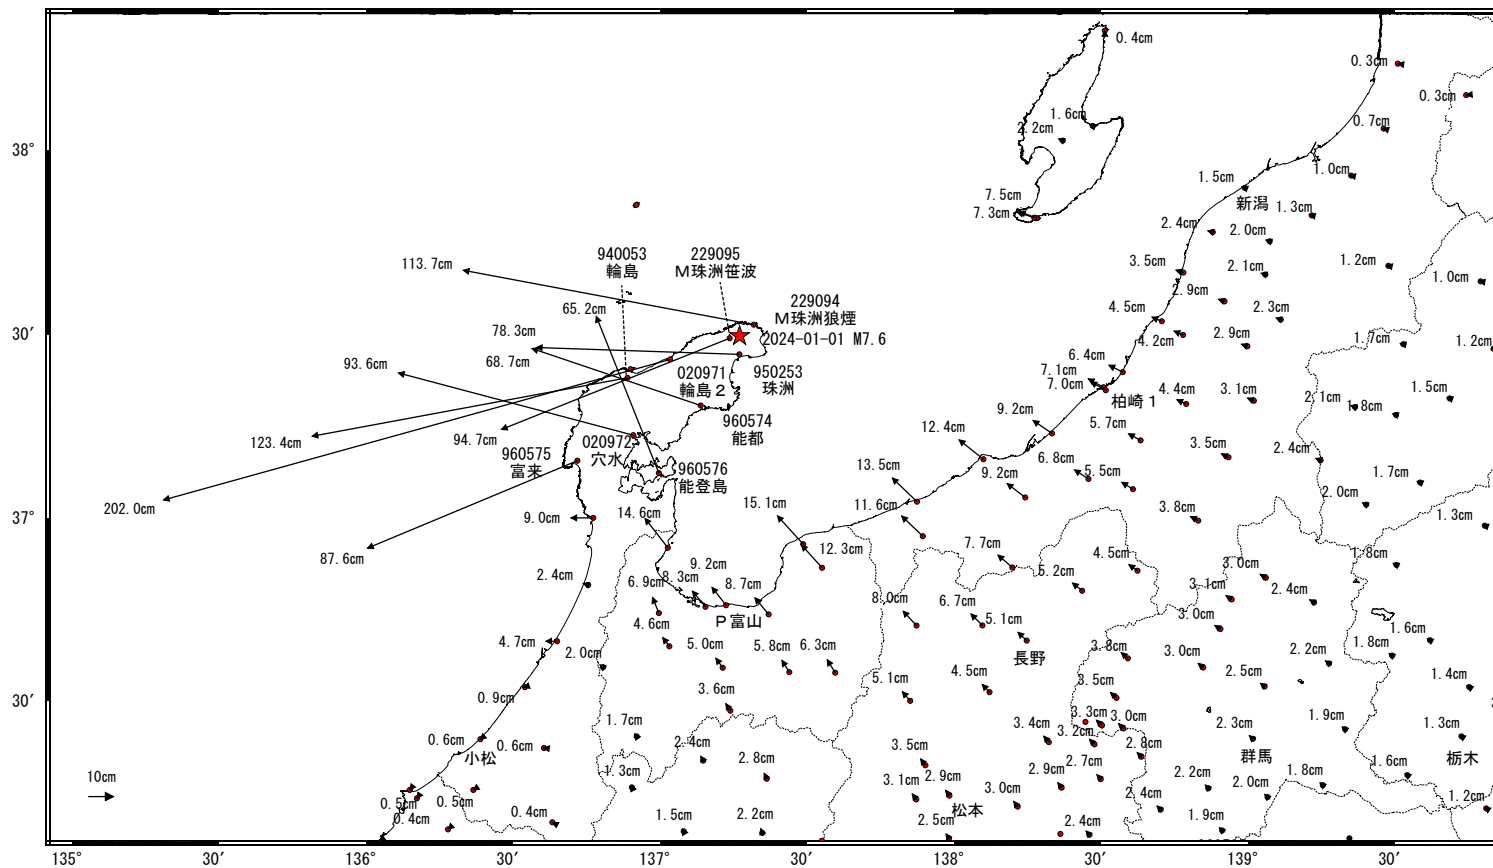 0.4cm
0.3cm
0.3cm
1.6cm
2.2cm
0.7cm
38°
1.0cm
1.5cm
7.5cm
新潟
7.3cm
1.3cm
2.4cm
2.0cm
940053
輪島
229095
M珠洲笹波
113.7cm
3.5cm
2.1cm
1.2cm
1.0cm
2.9cm
229094
M珠洲狼煙
65.2cm
4.5cm
2.3cm
30′
78.3cm
2024-01-01 M7.6
4.2cm
2.9cm
1.7cm
1.2cm
93.6cm
68.7cm
020971
輪島2
950253
珠洲
6.4cm
7.1cm
7.0cm
柏崎1
4.4cm
3.1cm
1.5cm
2.1cm
1.8cm
960574
能都
9.2cm
5.7cm
123.4cm
94.7cm
020972
穴水
12.4cm
3.5cm
2.4cm
960575
富来
960576
能登島
6.8cm
9.2cm
5.5cm
1.7cm
13.5cm
2.0cm
202.0cm
15.1cm
11.6cm
3.8cm
37°
9.0cm
14.6cm
1.3cm
87.6cm
12.3cm
7.7cm
4.5cm
1.8cm
9.2cm
3.0cm
2.4cm
6.9cm
8.3cm
8.7cm
5.2cm
3.1cm
2.4cm
P富山
8.0cm
6.7cm
3.0cm
4.6cm
5.1cm
1.6cm
4.7cm
2.0cm
5.0cm
5.8cm
6.3cm
長野
3.8cm
3.0cm
2.2cm
1.8cm
5.1cm
4.5cm
2.5cm
1.4cm
30′
0.9cm
3.6cm
3.5cm
1.7cm
3.4cm
3.3cm
3.0cm
2.3cm
1.9cm
1.3cm
0.6cm
0.6cm
2.4cm
3.2cm
小松
2.8cm
3.5cm
2.8cm
群馬
栃木
10cm
1.3cm
3.1cm
2.9cm
2.9cm
2.7cm
2.2cm
2.0cm
1.8cm
1.6cm
0.5cm
0.5cm
3.0cm
松本
2.4cm
1.2cm
0.4cm
0.4cm
1.5cm
2.2cm
2.5cm
2.4cm
1.9cm
135°
30′
136°
30′
137°
30′
138°
30′
139°
30′